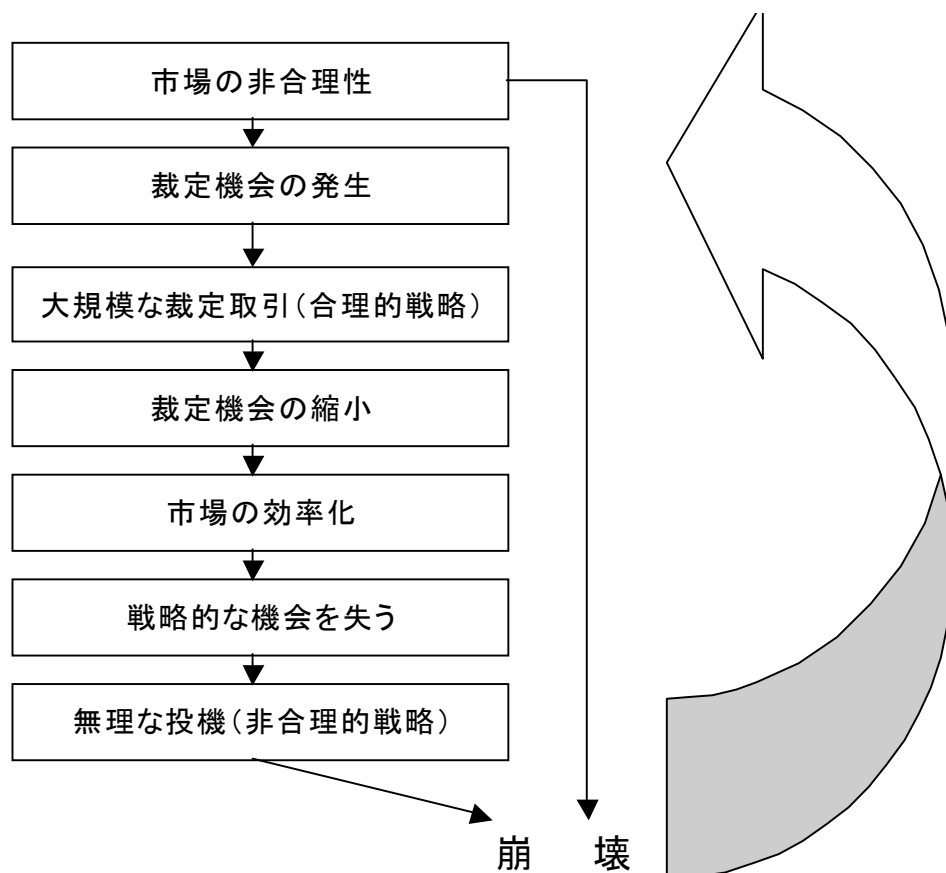 市場の非合理性
裁定機会の発生
大規模な裁定取引(合理的戦略)
裁定機会の縮小
市場の効率化
戦略的な機会を失う
無理な投機(非合理的戦略)
崩 壊